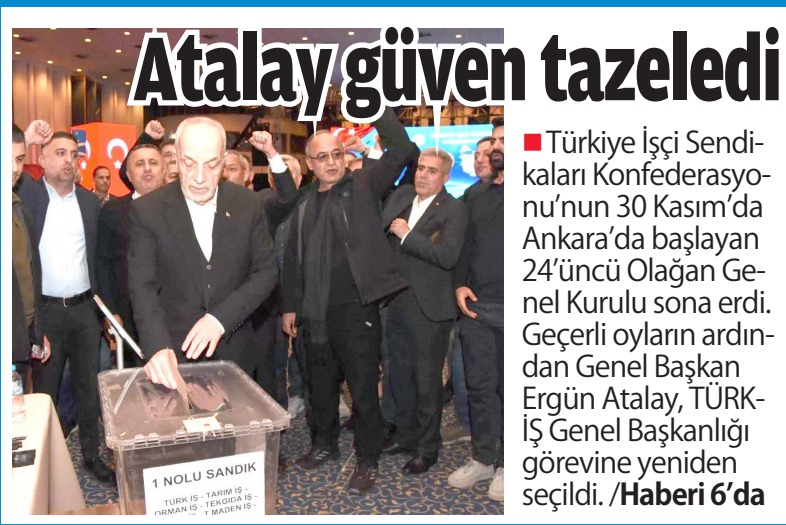 Atalay güven tazeledi
Türkiye İşçi Sendi-
kaları Konfederasyo-
nu’nun 30 Kasım’da
Ankara’da başlayan
24’üncü Olağan Ge-
nel Kurulu sona erdi.
Geçerli oyların ardın-
dan Genel Başkan
Ergün Atalay, TÜRK-
İŞ Genel Başkanlığı
görevine yeniden
seçildi. /Haberi 6’da
1 NOLU SANDIK
TÜRK İŞ - TARIM İŞ -
ORMAN İŞ - TEKGIDA İŞ -
T.MADEN İŞ -